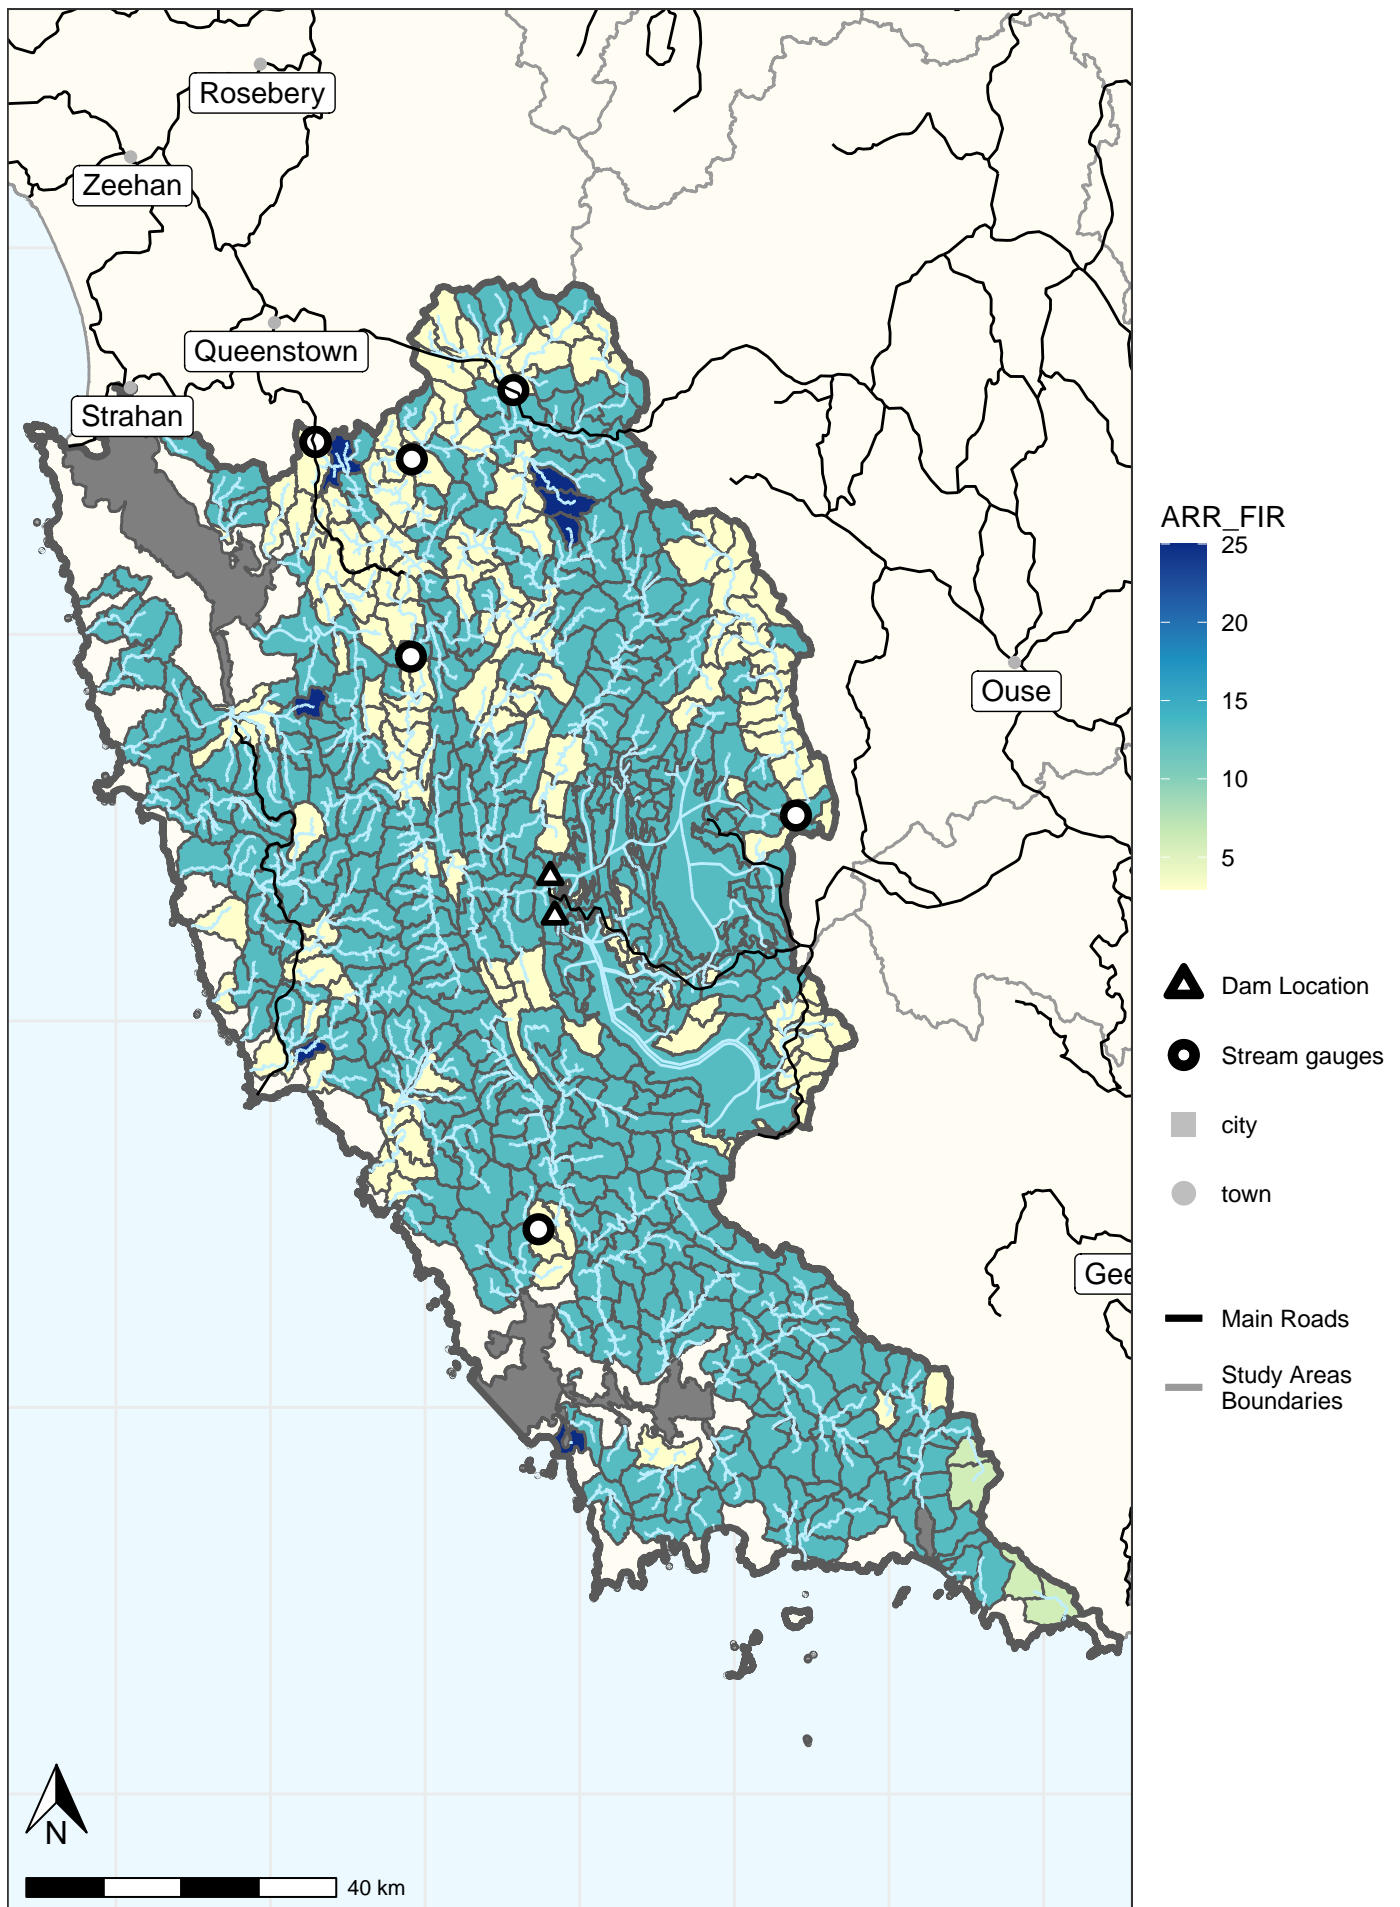 Rosebery
Zeehan
Queenstown
Strahan
Ouse
Gee
N
40 km
ARR_FIR
25
20
15
10
5
Dam Location
Stream gauges
city
town
Main Roads
Study Areas
Boundaries